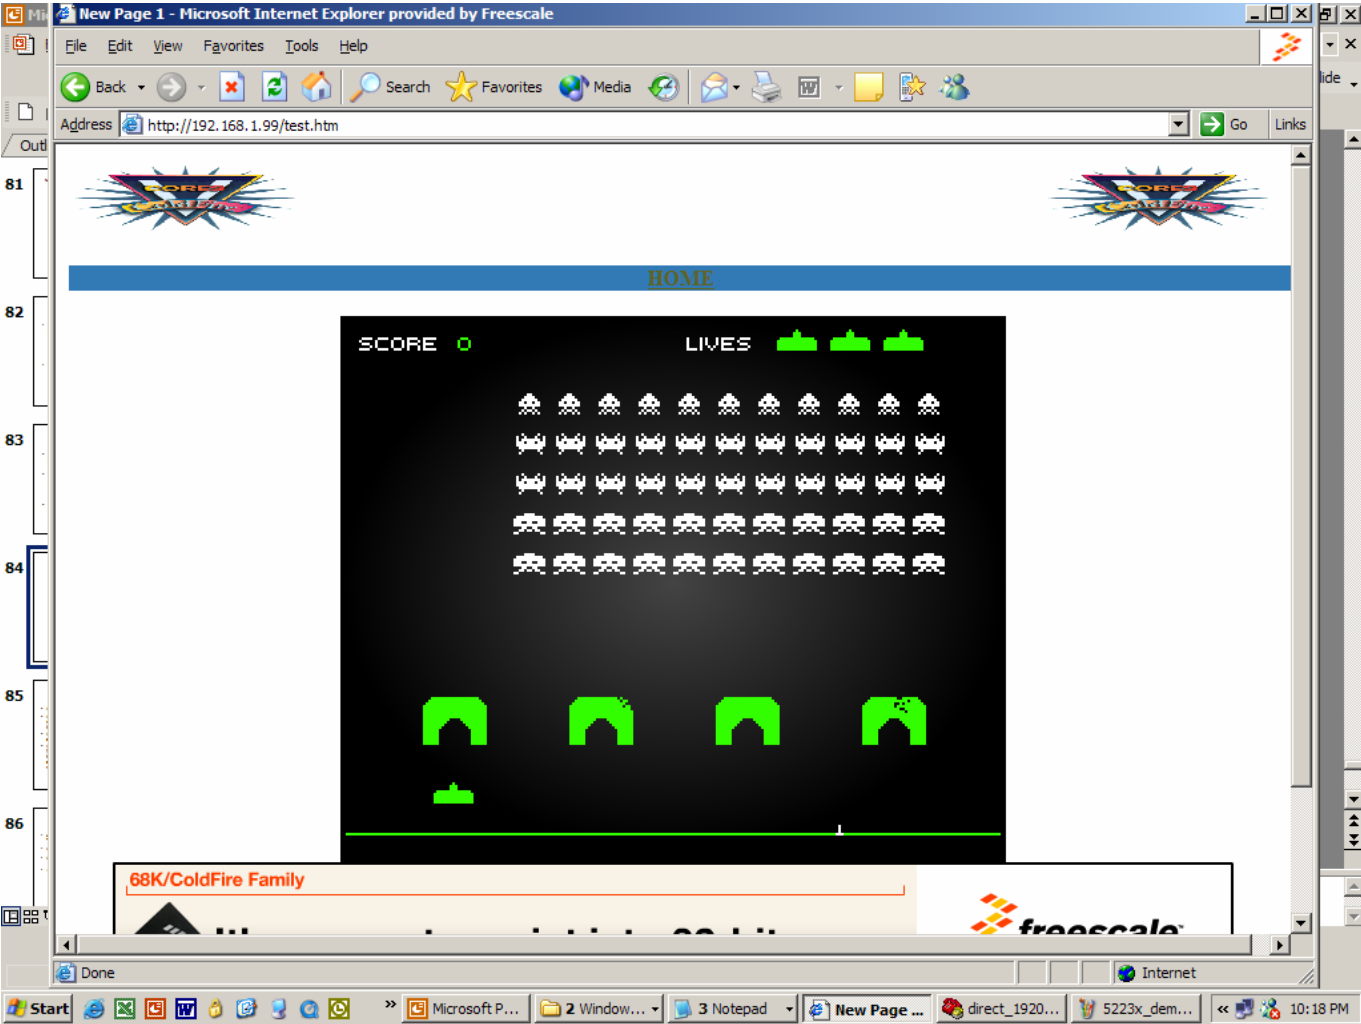 New Page 1 - Microsoft Internet Explorer provided by Freescale
File Edit View Favorites Tools Help
Back Search Favorites Media
Address http://192.168.1.99/test.htm Go Links
Outl
lide
81
82
83
84
85
86
HOME
SCORE 0 LIVES
68K/ColdFire Family
freescale™
Done Internet
Start » Microsoft P... 2 Window... 3 Notepad New Page ... direct_1920... 5223x_dem... « 10:18 PM